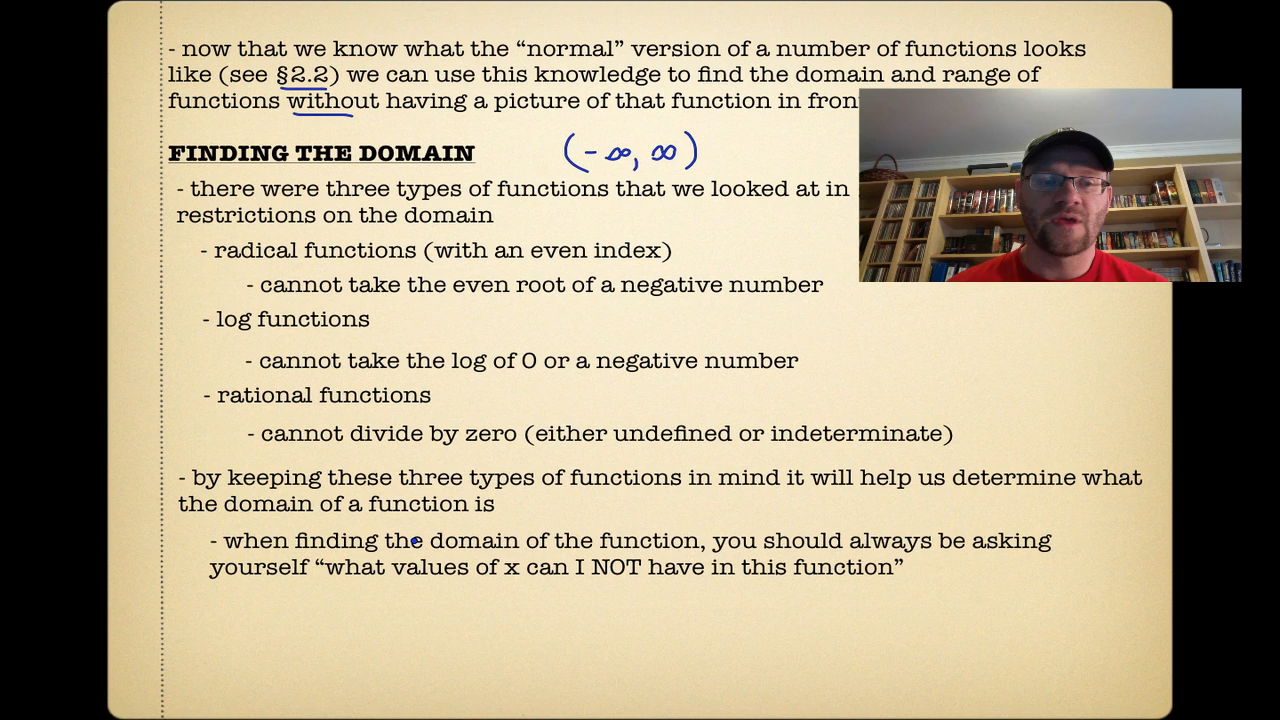 - now that we know what the “normal” version of a number of functions looks
like (see §2.2) we can use this knowledge to find the domain and range of
functions without having a picture of that function in
FINDING THE DOMAIN (-∞, ∞)
- there were three types of functions that we looked at in
restrictions on the domain
- radical functions (with an even index)
- cannot take the even root of a negative number
- log functions
- cannot take the log of 0 or a negative number
- rational functions
- cannot divide by zero (either undefined or indeterminate)
- by keeping these three types of functions in mind it will help us determine what
the domain of a function is
- when finding the domain of the function, you should always be asking
yourself “what values of x can I NOT have in this function”